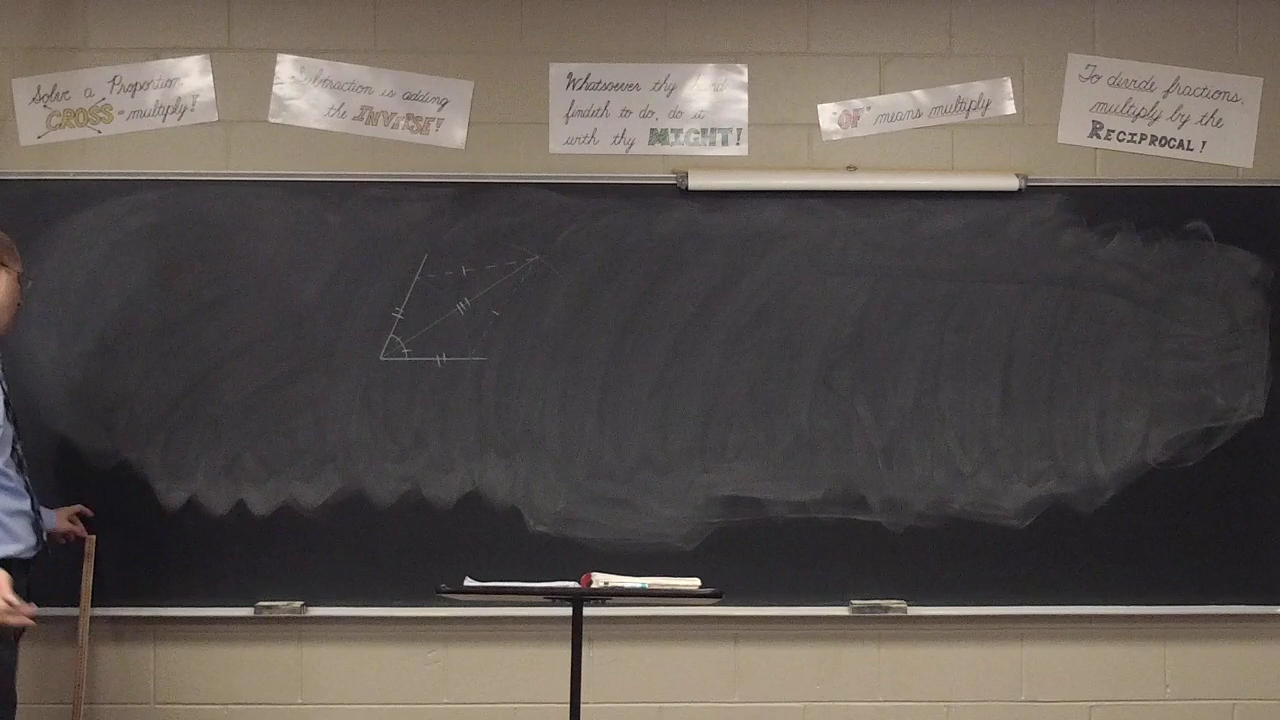 Solve a Proportion
CROSS-multiply!
Subtraction is adding
the INVERSE!
Whatsoever thy hand
findeth to do, do it
with thy MIGHT!
"OF" means multiply
To divide fractions,
multiply by the
RECIPROCAL!